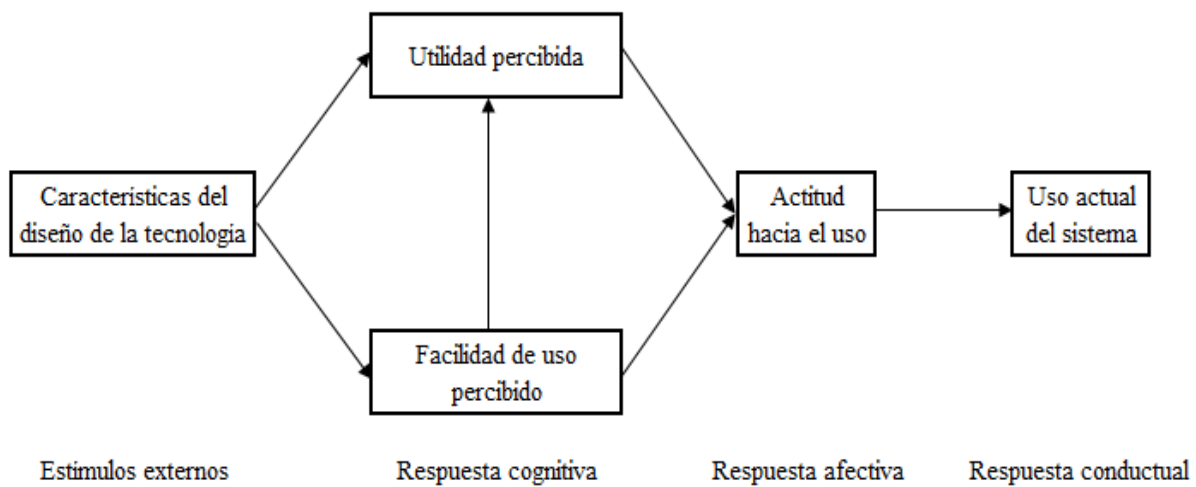 Utilidad percibida
Características del
diseño de la tecnologia
Actitud
hacia el uso
Uso actual
del sistema
Facilidad de uso
percibido
Estimulos externos
Respuesta cognitiva
Respuesta afectiva
Respuesta conductual